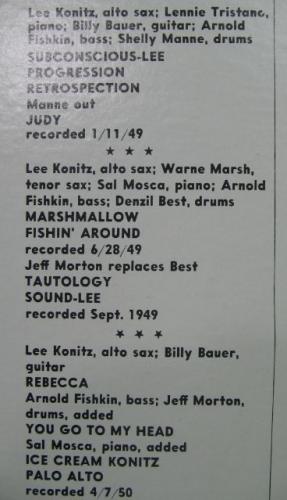 Lee Konitz, alto sax; Lennie Tristano,
piano; Billy Bauer, guitar; Arnold
Fishkin, bass; Shelly Manne, drums
SUBCONSCIOUS-LEE
PROGRESSION
RETROSPECTION
Manne out
JUDY
recorded 1/11/49
★ ★ ★
Lee Konitz, alto sax; Warne Marsh,
tenor sax; Sal Mosca, piano; Arnold
Fishkin, bass; Denzil Best, drums
MARSHMALLOW
FISHIN' AROUND
recorded 6/28/49
Jeff Morton replaces Best
TAUTOLOGY
SOUND-LEE
recorded Sept. 1949
★ ★ ★
Lee Konitz, alto sax; Billy Bauer,
guitar
REBECCA
Arnold Fishkin, bass; Jeff Morton,
drums, added
YOU GO TO MY HEAD
Sal Mosca, piano, added
ICE CREAM KONITZ
PALO ALTO
recorded 4/7/50